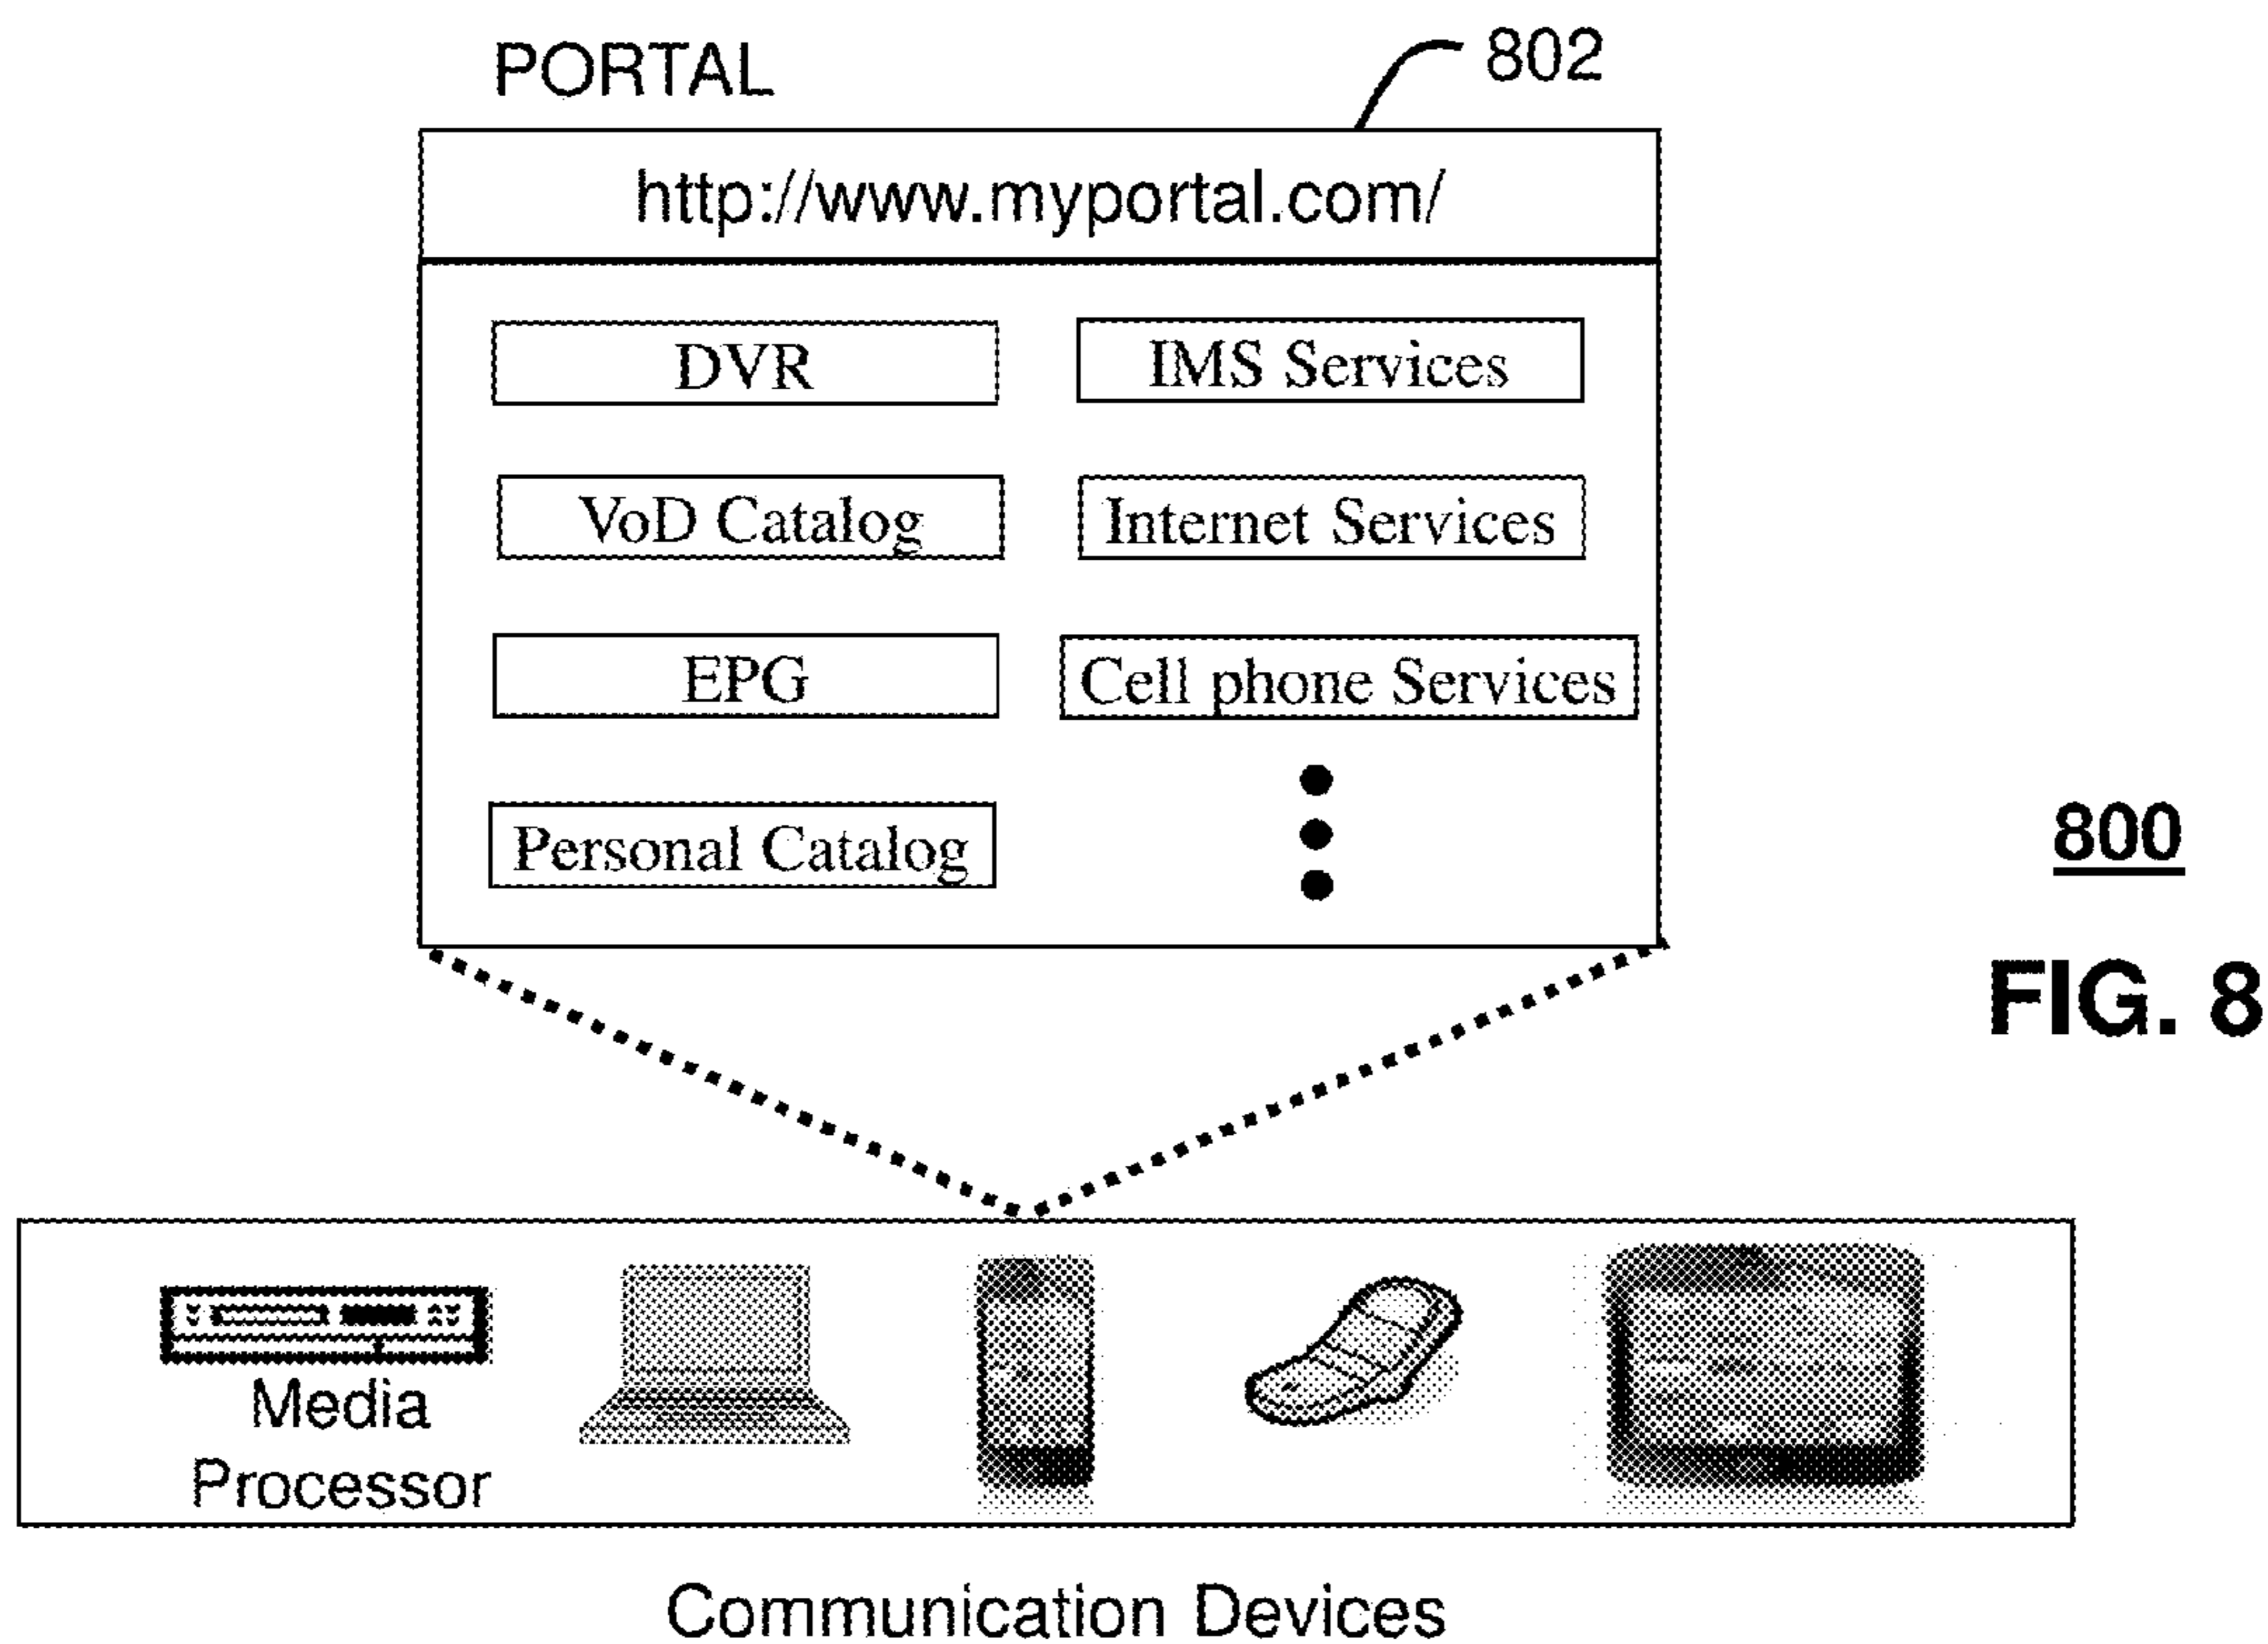 PORTAL
802
http://www.myportal.com/
DVR
IMS Services
VoD Catalog
Internet Services
EPG
Cell phone Services
Personal Catalog
800
FIG. 8
Media
Processor
Communication Devices